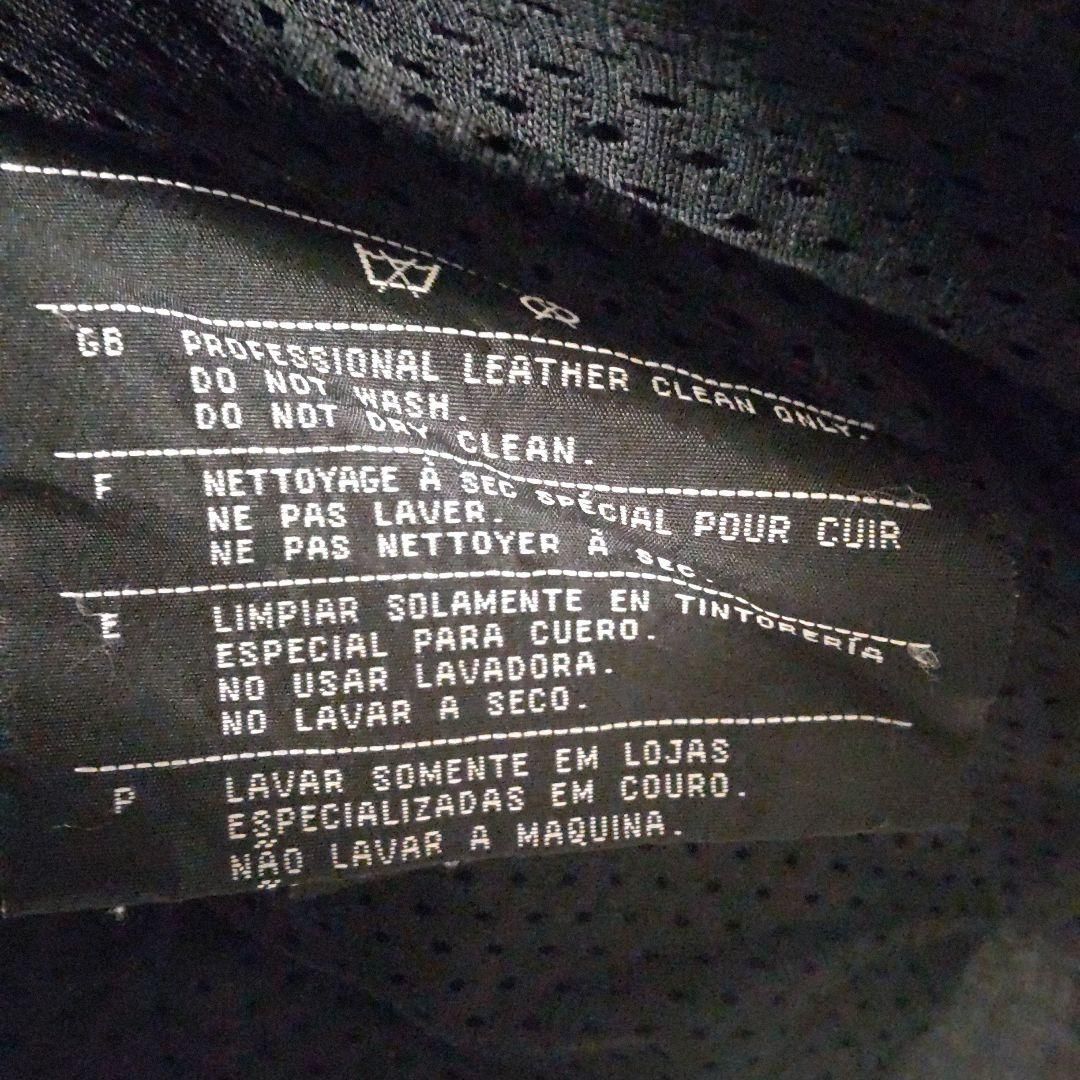 GB PROFESSIONAL LEATHER CLEAN ONLY.
DO NOT WASH.
DO NOT DRY CLEAN.
F NETTOYAGE À SEC SPÉCIAL POUR CUIR
NE PAS LAVER.
NE PAS NETTOYER À SEC.
E LIMPIAR SOLAMENTE EN TINTORERÍA
ESPECIAL PARA CUERO.
NO USAR LAVADORA.
NO LAVAR A SECO.
P LAVAR SOMENTE EM LOJAS
ESPECIALIZADAS EM COURO.
NÃO LAVAR A MAQUINA.